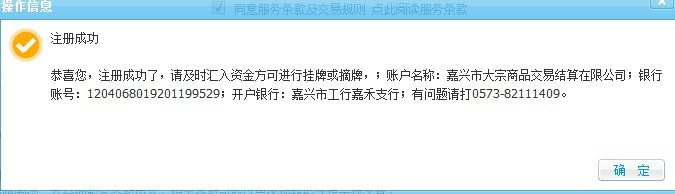 操作信息
同意服务条款及交易规则 点此阅读服务条款
注册成功
恭喜您，注册成功了，请及时汇入资金方可进行挂牌或摘牌，；账户名称：嘉兴市大宗商品交易结算在限公司；银行
账号：1204068019201199529；开户银行：嘉兴市工行嘉禾支行；有问题请打0573-82111409。
确 定